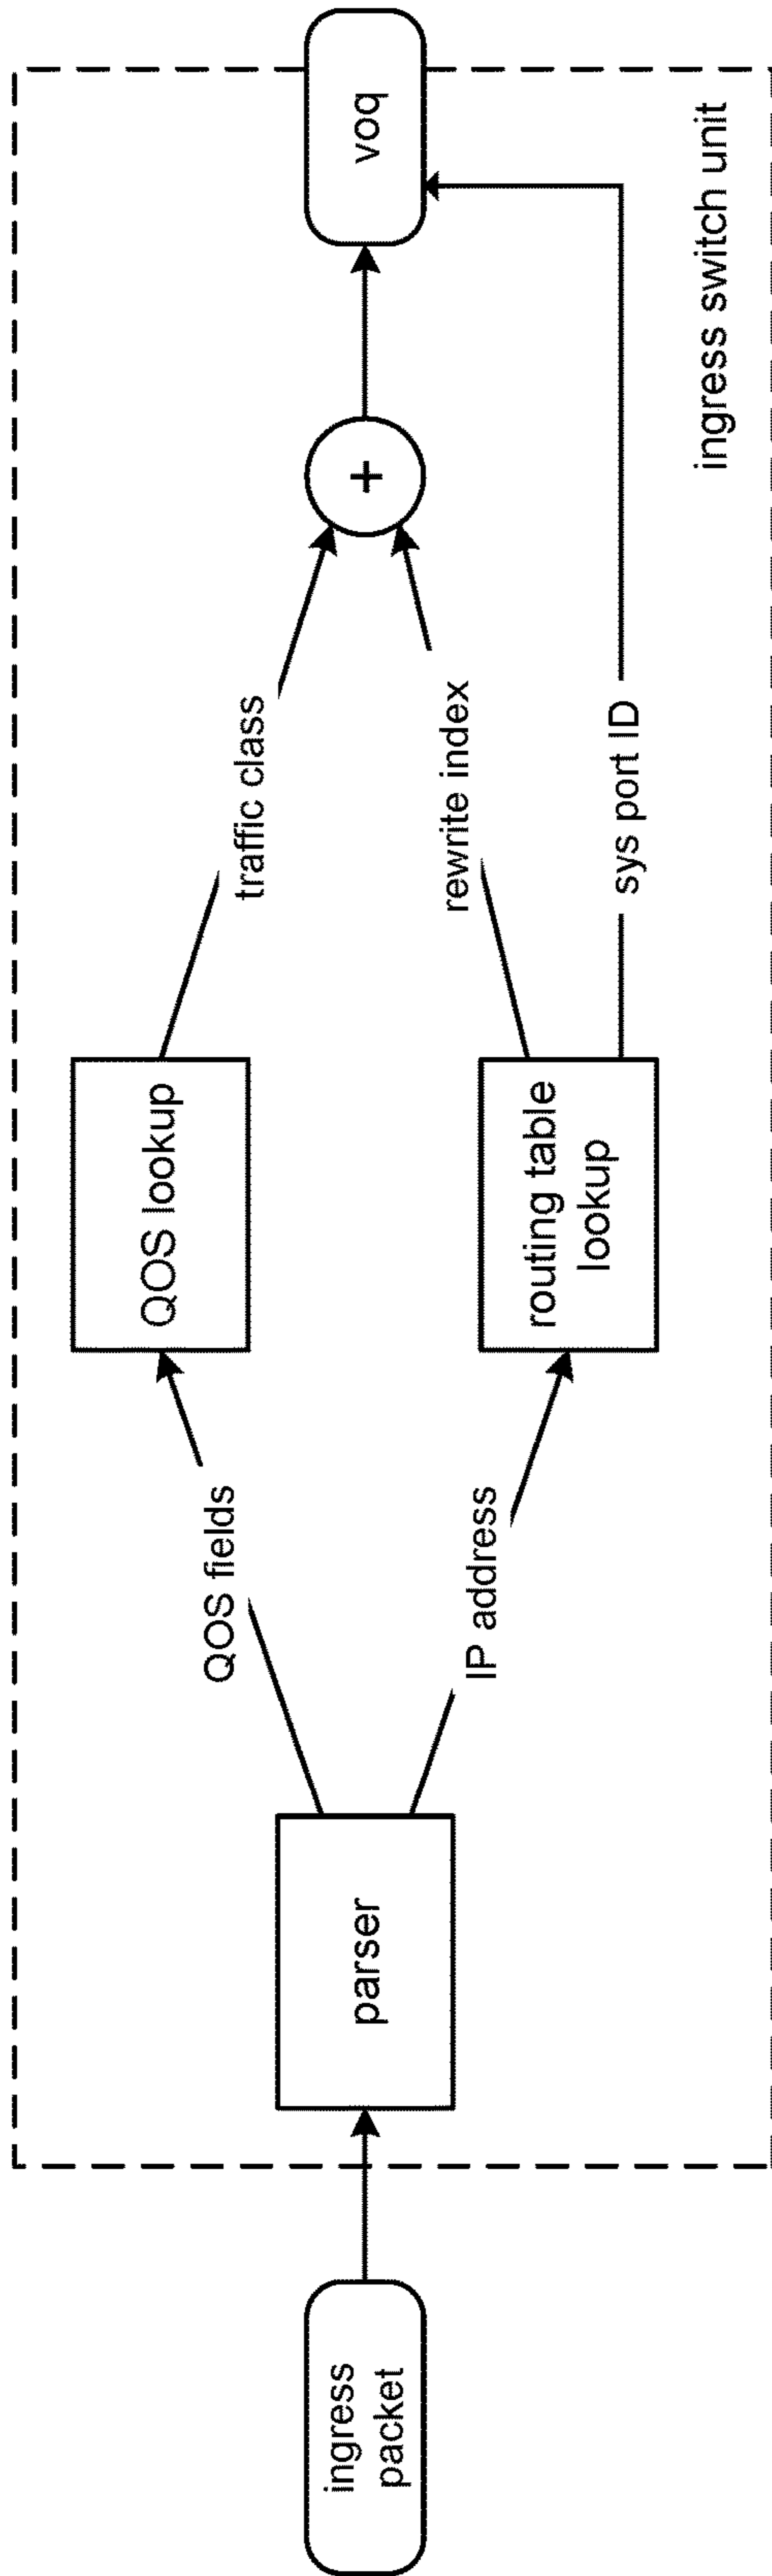 ingress
packet
parser
QOS fields
IP address
QOS lookup
routing table
lookup
traffic class
rewrite index
sys port ID
+
voq
ingress switch unit